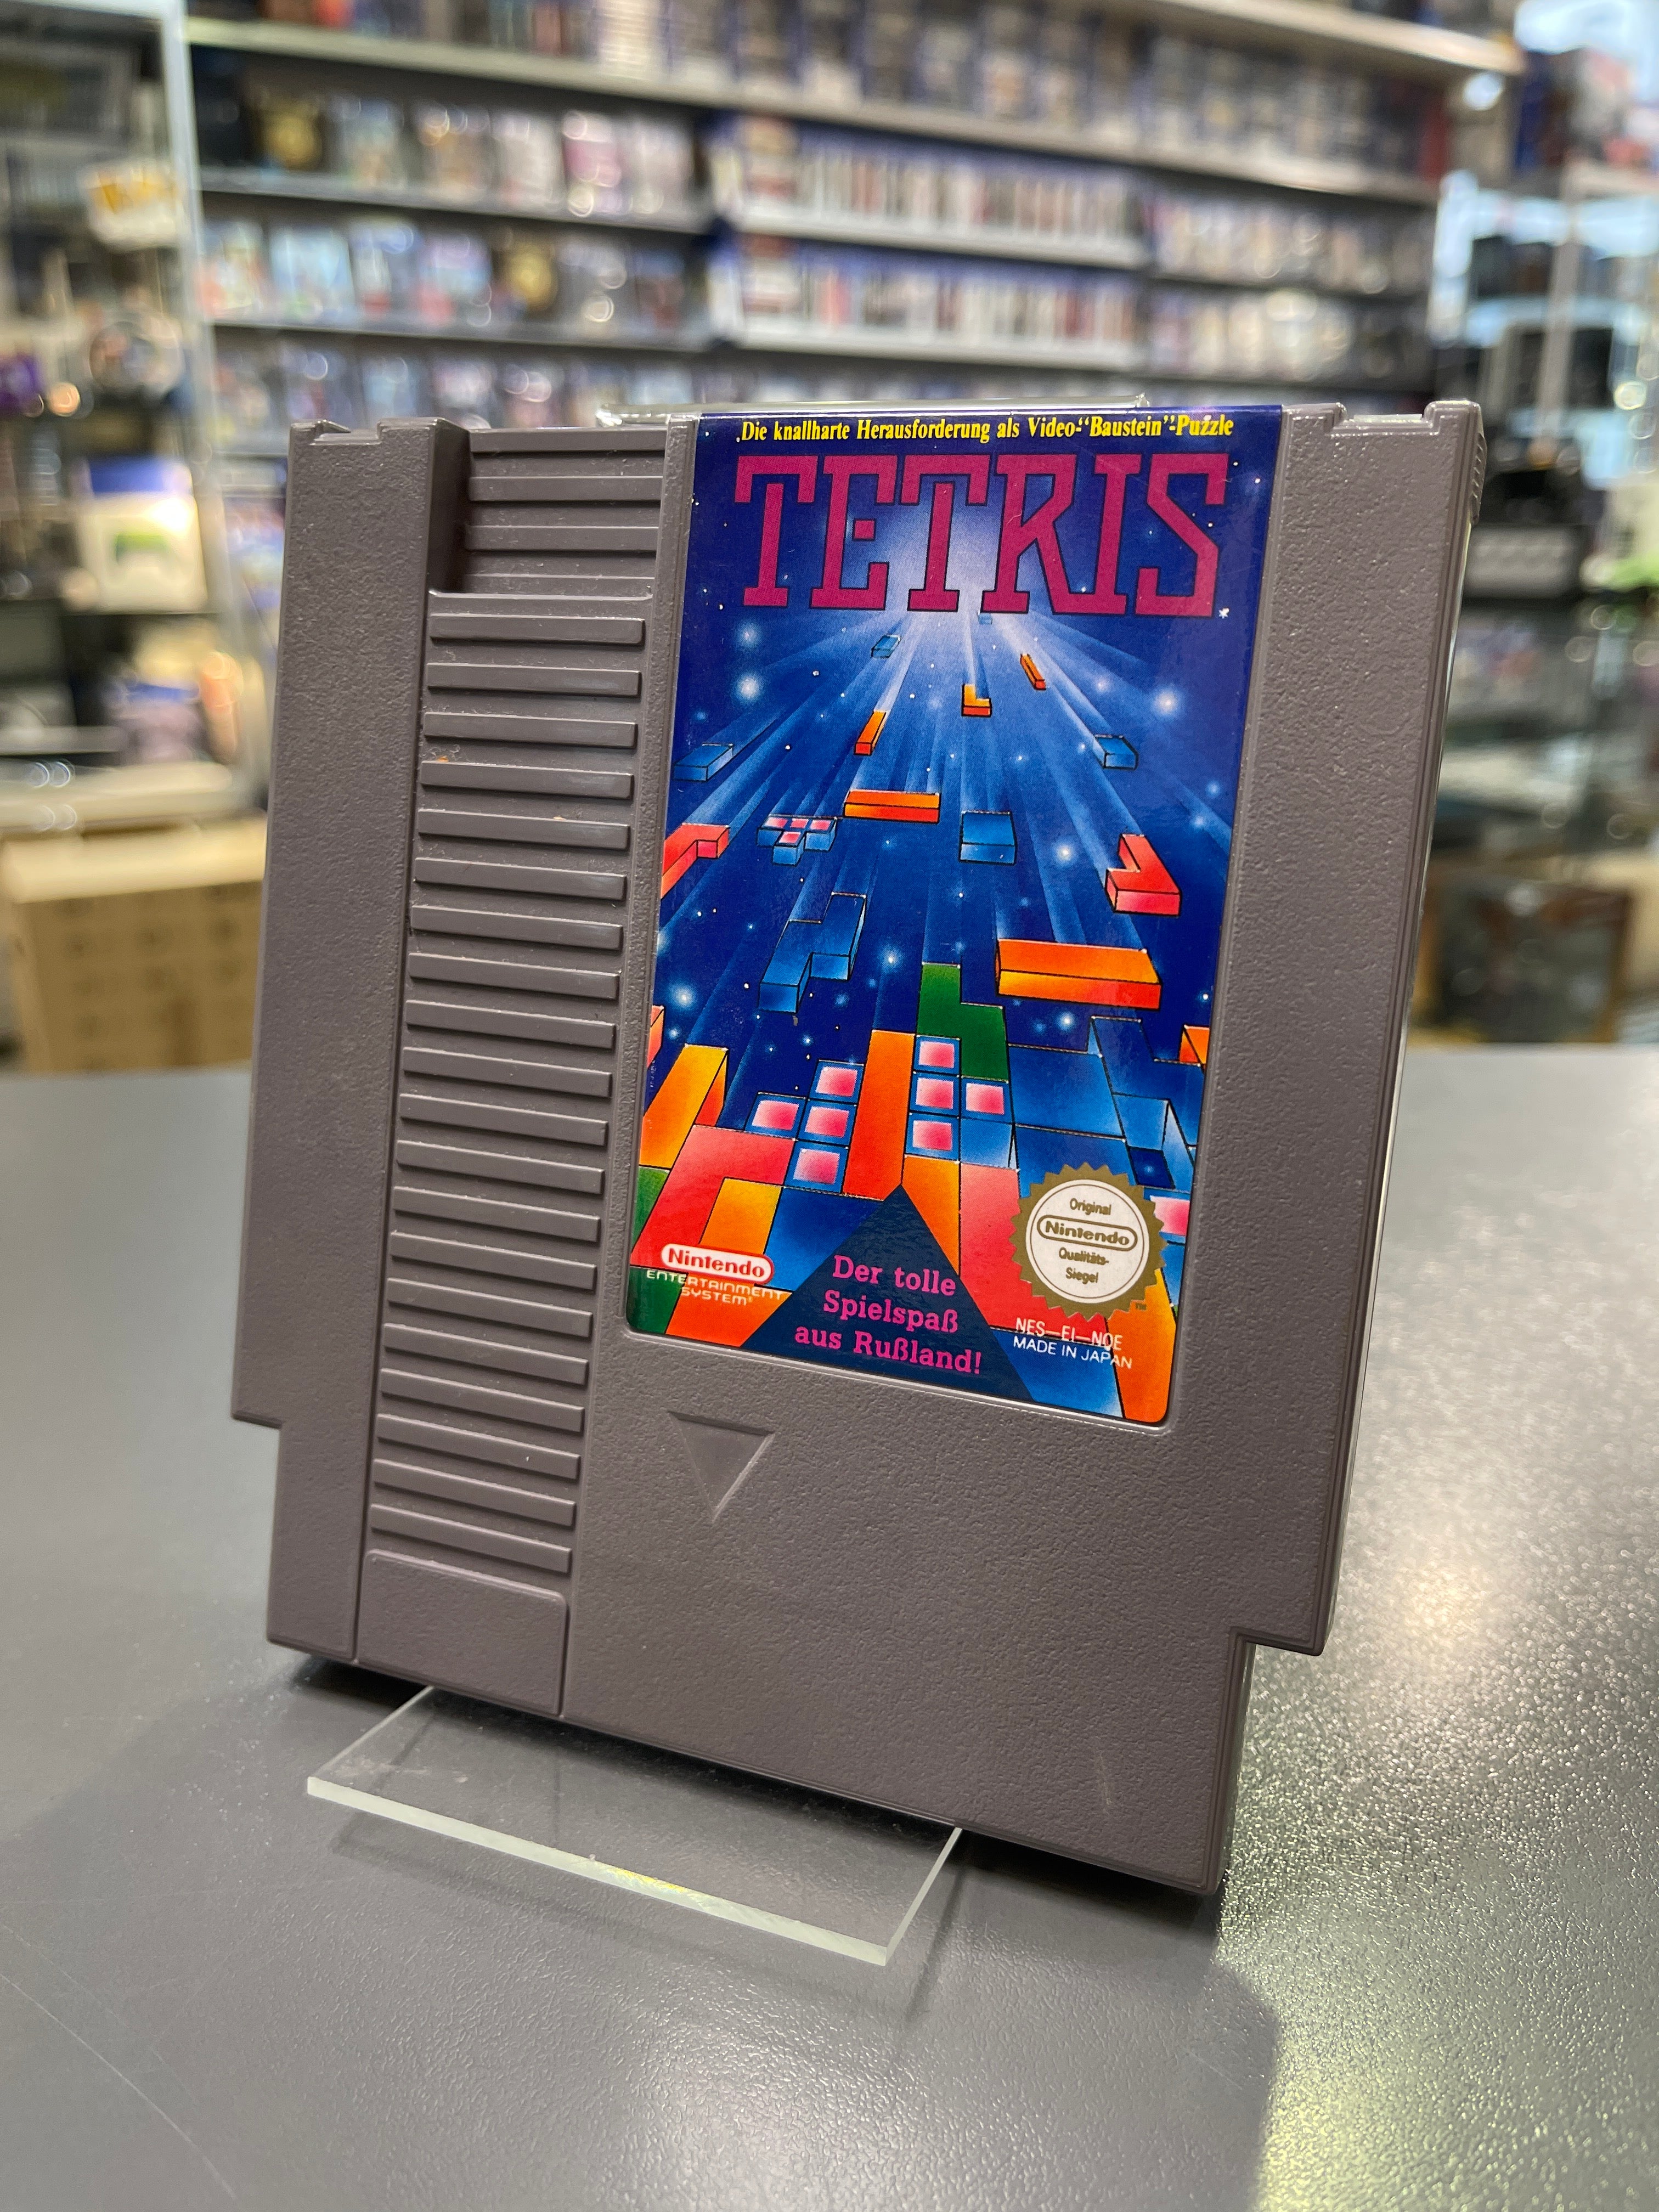 Die knallharte Herausforderung als Video-"Baustein"-Puzzle
TETRIS
Nintendo
ENTERTAINMENT
SYSTEM®
Der tolle
Spielspaß
aus Rußland!
Original
Nintendo
Qualitäts-
Siegel
TM
NES—EI—NOE
MADE IN JAPAN